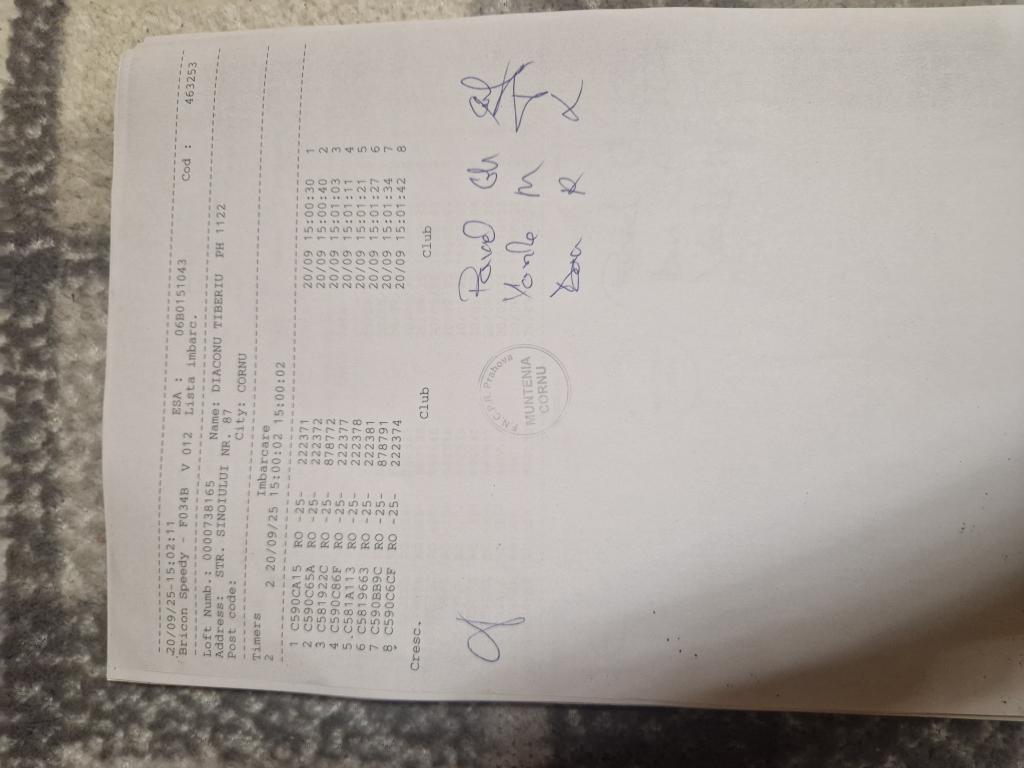 20/09/25-15:02:11
Bricon Speedy - F034B V 012 ESA : 06B0151043 Cod : 463253
Lista imbarc.
Loft Numb.: 0000738165 Name: DIACONU TIBERIU PH 1122
Address: STR. SINOIULUI NR. 87
Post code: City: CORNU
Timers Imbarcare
2 2 20/09/25 15:00:02 15:00:02
1 C590CA15 RO -25- 222371 20/09 15:00:30 1
2 C590C65A RO -25- 222372 20/09 15:00:40 2
3 C581922C RO -25- 878772 20/09 15:01:03 3
4 C590C86F RO -25- 222377 20/09 15:01:11 4
5 C581A113 RO -25- 222378 20/09 15:01:21 5
6 C5819663 RO -25- 222381 20/09 15:01:27 6
7 C590BB9C RO -25- 878791 20/09 15:01:34 7
8 C590C6CF RO -25- 222374 20/09 15:01:42 8
Cresc. Club Club
Pavel Gh
M
R
F.N.C.P.R. Prahova
MUNTENIA
CORNU